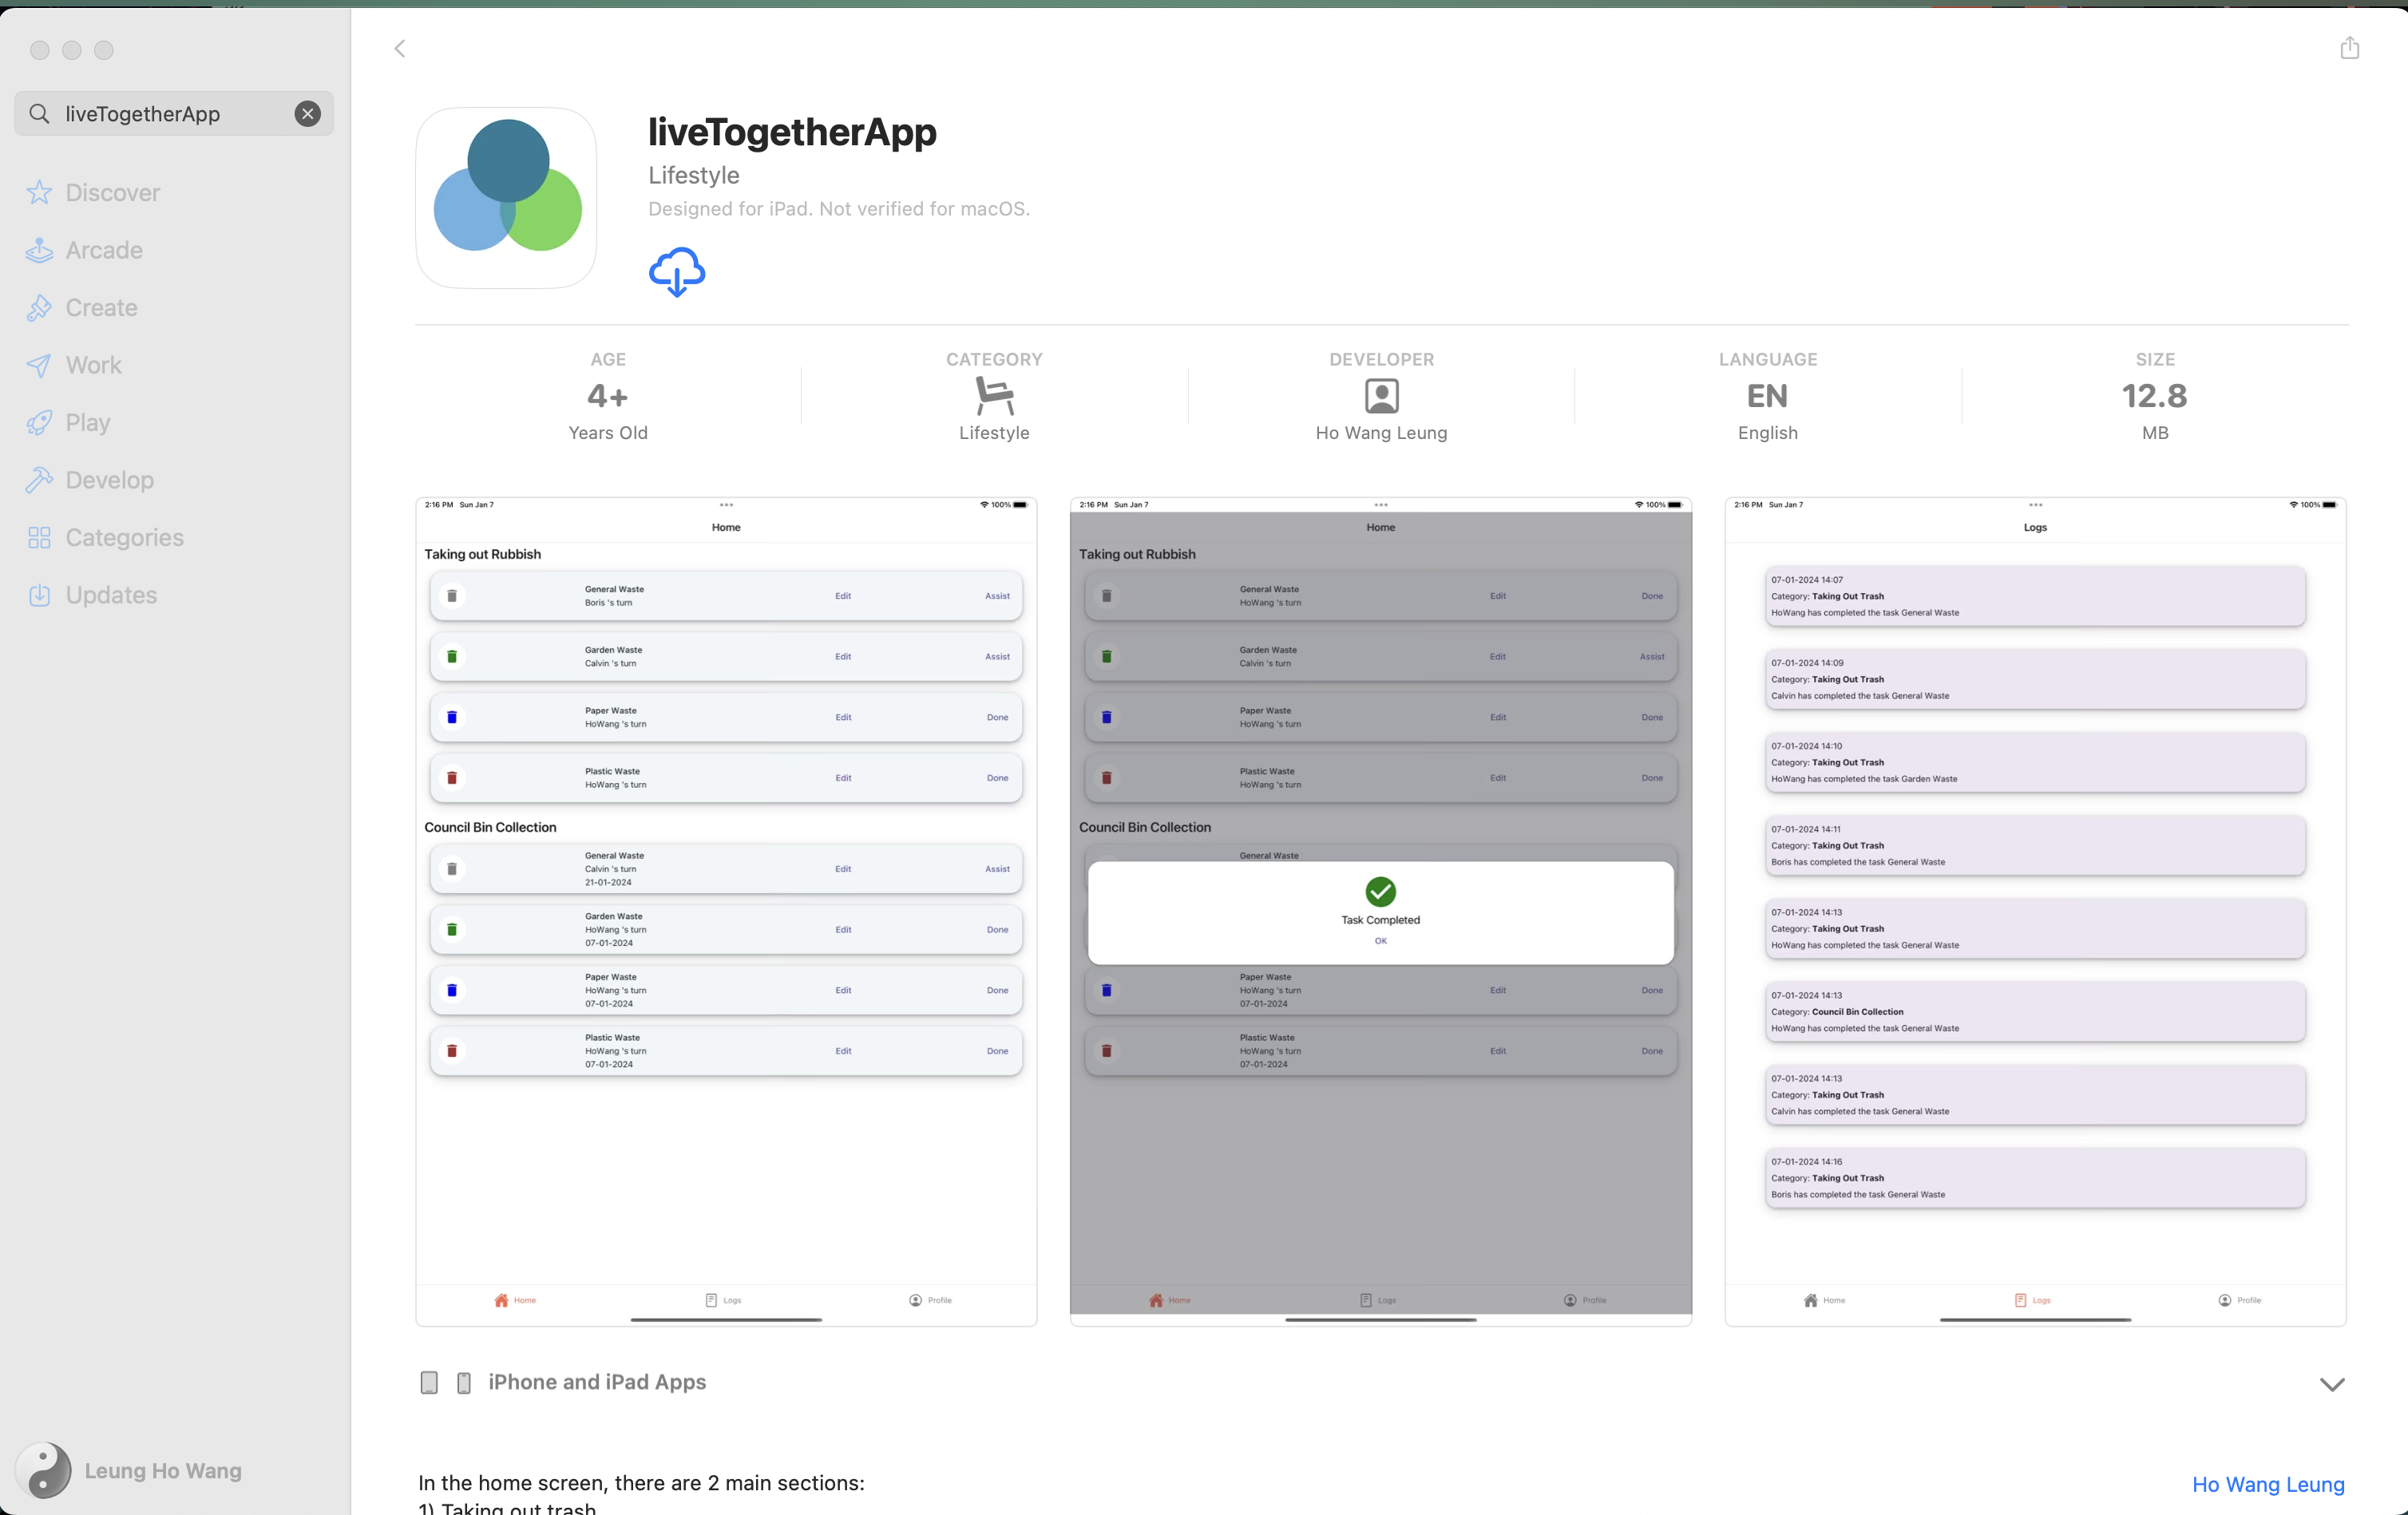 liveTogetherApp
Discover
Arcade
Create
Work
Play
Develop
Categories
Updates
Leung Ho Wang
liveTogetherApp
Lifestyle
Designed for iPad. Not verified for macOS.
AGE
4+
Years Old
CATEGORY
Lifestyle
DEVELOPER
Ho Wang Leung
LANGUAGE
EN
English
SIZE
12.8
MB
2:16 PM Sun Jan 7 100%
Home
Taking out Rubbish
General Waste
Boris 's turn
Edit Assist
Garden Waste
Calvin 's turn
Edit Assist
Paper Waste
HoWang 's turn
Edit Done
Plastic Waste
HoWang 's turn
Edit Done
Council Bin Collection
General Waste
Calvin 's turn
21-01-2024
Edit Assist
Garden Waste
HoWang 's turn
07-01-2024
Edit Done
Paper Waste
HoWang 's turn
07-01-2024
Edit Done
Plastic Waste
HoWang 's turn
07-01-2024
Edit Done
Home Logs Profile
2:16 PM Sun Jan 7 100%
Home
Taking out Rubbish
General Waste
HoWang 's turn
Edit Done
Garden Waste
Calvin 's turn
Edit Assist
Paper Waste
HoWang 's turn
Edit Done
Plastic Waste
HoWang 's turn
Edit Done
Council Bin Collection
General Waste
Task Completed
OK
Paper Waste
HoWang 's turn
07-01-2024
Edit Done
Plastic Waste
HoWang 's turn
07-01-2024
Edit Done
Home Logs Profile
2:16 PM Sun Jan 7 100%
Logs
07-01-2024 14:07
Category: Taking Out Trash
HoWang has completed the task General Waste
07-01-2024 14:09
Category: Taking Out Trash
Calvin has completed the task General Waste
07-01-2024 14:10
Category: Taking Out Trash
HoWang has completed the task Garden Waste
07-01-2024 14:11
Category: Taking Out Trash
Boris has completed the task General Waste
07-01-2024 14:13
Category: Taking Out Trash
HoWang has completed the task General Waste
07-01-2024 14:13
Category: Council Bin Collection
HoWang has completed the task General Waste
07-01-2024 14:13
Category: Taking Out Trash
Calvin has completed the task General Waste
07-01-2024 14:16
Category: Taking Out Trash
Boris has completed the task General Waste
Home Logs Profile
iPhone and iPad Apps
In the home screen, there are 2 main sections:
1) Taking out trash
Ho Wang Leung